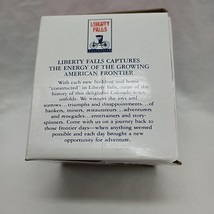 LIBERTY
FALLS
LIBERTY FALLS CAPTURES
THE ENERGY OF THE GROWING
AMERICAN FRONTIER
With each new building and home
"constructed" in Liberty Falls, more of the
history of this delightful Colorado town
unfolds. We witness the joys and
sorrows...triumphs and disappointments...of
bankers, miners, restauranteurs...adventurers
and renegades...entertainers and story-
spinners. Come with us on a journey back to
those frontier days—when anything seemed
possible and each day brought a new
opportunity for adventure.